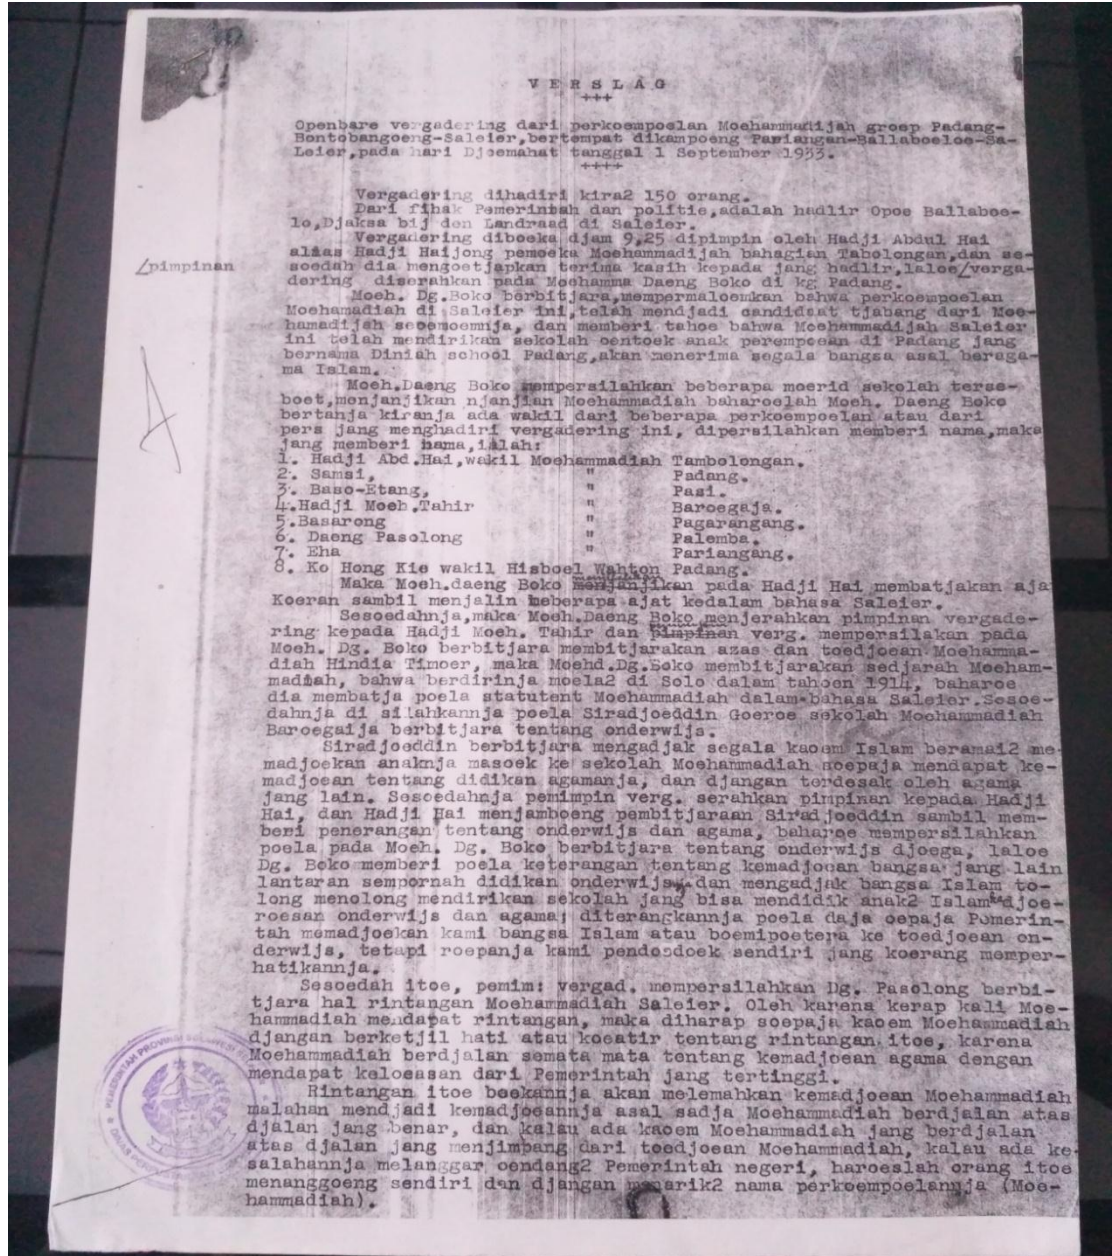 V E R S L A G
+++
Openbare vergadering dari perkoempoelan Moehammadijah groep Padang-
Bontobangoeng-Saleier,bertempat dikampoeng Pariangan-Ballaboeloe-Sa-
Leier,pada hari Djoemahat tanggal 1 September 1933.
++++
Vergadering dihadiri kira2 150 orang.
Dari fihak Pemerintah dan politie,adalah hadlir Opoe Ballaboe-
lo,Djaksa bij den Landraad di Saleier.
Vergadering diboeka djam 9,25 dipimpin oleh Hadji Abdul Hai
alias Hadji Haijong pemoeka Moehammadijah bahagian Tabolongan,dan se-
/pimpinan soedah dia mengoetjapkan terima kasih kepada jang hadlir,laloe/verga-
dering diserahkan pada Moehamma Daeng Boko di kg Padang.
Moeh. Dg.Boko berbitjara,mempermaloemkan bahwa perkoempoelan
Moehamadiah di Saleier ini,telah mendjadi candidaat tjabang dari Moe-
hamadijah seoemoemnja, dan memberi tahoe bahwa Moehammadijah Saleier
ini telah mendirikan sekolah oentoek anak perempoean di Padang jang
bernama Diniah school Padang,akan menerima segala bangsa asal beraga-
ma Islam.
Moeh.Daeng Boko mempersilahkan beberapa moerid sekolah terse-
boet,menjanjikan njanjian Moehammadiah baharoelah Moeh. Daeng Boko
bertanja kiranja ada wakil dari beberapa perkoempoelan atau dari
pers jang menghadiri vergadering ini, dipersilahkan memberi nama,maka
jang memberi nama,ialah:
1. Hadji Abd.Hai,wakil Moehammadiah Tambolongan.
2. Samsi, " Padang.
3. Baso-Etang, " Pasi.
4.Hadji Moeh.Tahir " Baroegaja.
5.Basarong " Pagarangang.
6. Daeng Pasolong " Palemba.
7. Eha " Pariangang.
8. Ko Hong Kie wakil Hisboel Wahton Padang.
Maka Moeh.daeng Boko menjanjikan pada Hadji Hai membatjakan aja
Koeran sambil menjalin beberapa ajat kedalam bahasa Saleier.
Sesoedahnja,maka Moeh.Daeng Boko menjerahkan pimpinan vergade-
ring kepada Hadji Moeh. Tahir dan pimpinan verg. mempersilakan pada
Moeh. Dg. Boko berbitjara membitjarakan azas dan toedjoean Moehamma-
diah Hindia Timoer, maka Moehd.Dg.Boko membitjarakan sedjarah Moeham-
madiah, bahwa berdirinja moela2 di Solo dalam tahoen 1914, baharoe
dia membatja poela statutent Moehammadiah dalam bahasa Saleier.Sesoe-
dahnja di silahkannja poela Siradjoeddin Goeroe sekolah Moehammadiah
Baroegaija berbitjara tentang onderwijs.
Siradjoeddin berbitjara mengadjak segala kaoem Islam beramai2 me-
madjoekan anaknja masoek ke sekolah Moehammadiah soepaja mendapat ke-
madjoean tentang didikan agamanja, dan djangan terdesak oleh agama
jang lain. Sesoedahnja pemimpin verg. serahkan pimpinan kepada Hadji
Hai, dan Hadji Hai menjamboeng pembitjaraan Siradjoeddin sambil mem-
beri penerangan tentang onderwijs dan agama, baharoe mempersilahkan
poela pada Moeh. Dg. Boko berbitjara tentang onderwijs djoega, laloe
Dg. Boko memberi poela keterangan tentang kemadjoean bangsa jang lain
lantaran sempornah didikan onderwijs, dan mengadjak bangsa Islam to-
long menolong mendirikan sekolah jang bisa mendidik anak2 Islam djoe-
roesan onderwijs dan agama; diterangkannja poela daja oepaja Pemerin-
tah memadjoekan kami bangsa Islam atau boemipoetera ke toedjoean on-
derwijs, tetapi roepanja kami pendoedoek sendiri jang koerang memper-
hatikannja.
Sesoedah itoe, pemim: vergad. mempersilahkan Dg. Pasolong berbi-
tjara hal rintangan Moehammadiah Saleier. Oleh karena kerap kali Moe-
hammadiah mendapat rintangan, maka diharap soepaja kaoem Moehammadiah
djangan berketjil hati atau koeatir tentang rintangan itoe, karena
Moehammadiah berdjalan semata mata tentang kemadjoean agama dengan
mendapat keloeasan dari Pemerintah jang tertinggi.
Rintangan itoe boekannja akan melemahkan kemadjoean Moehammadiah
malahan mendjadi kemadjoeannja asal sadja Moehammadiah berdjalan atas
djalan jang benar, dan kalau ada kaoem Moehammadiah jang berdjalan
atas djalan jang menjimbang dari toedjoean Moehammadiah, kalau ada ke-
salahannja melanggar oendang2 Pemerintah negeri, haroeslah orang itoe
menanggoeng sendiri dan djangan menarik2 nama perkoempoelannja (Moe-
hammadiah).
PEMERINTAH PROVINSI SULAWESI